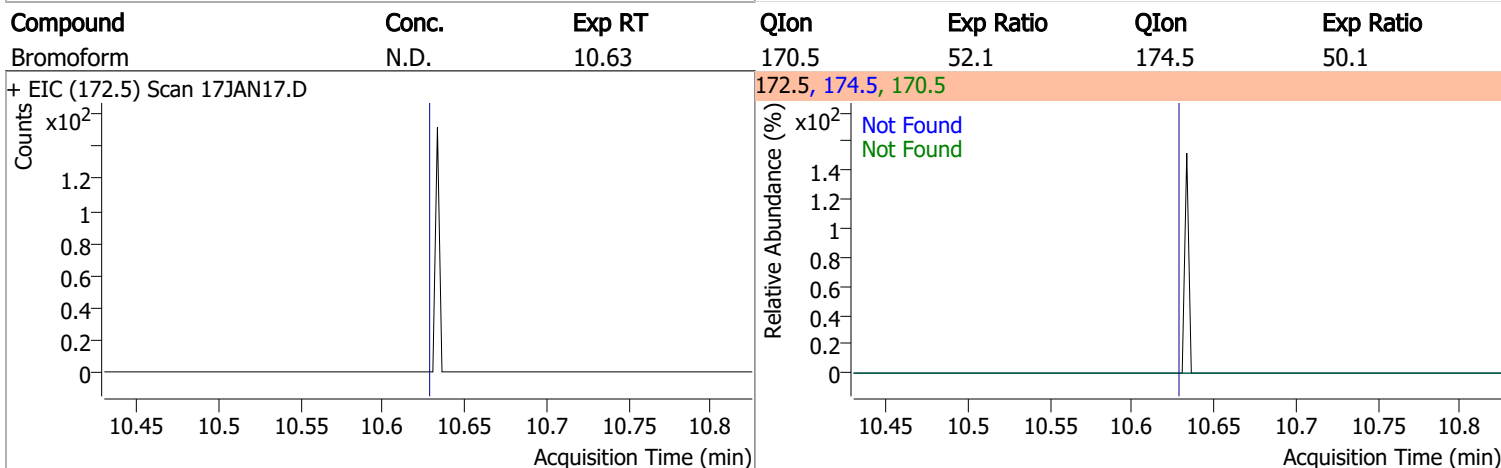 Compound Conc. Exp RT QIon Exp Ratio QIon Exp Ratio
Bromoform N.D. 10.63 170.5 52.1 174.5 50.1
+ EIC (172.5) Scan 17JAN17.D
Counts
x10²
1.2
1
0.8
0.6
0.4
0.2
0
10.45 10.5 10.55 10.6 10.65 10.7 10.75 10.8
Acquisition Time (min)
172.5, 174.5, 170.5
Relative Abundance (%)
x10²
Not Found
Not Found
1.4
1.2
1
0.8
0.6
0.4
0.2
0
10.45 10.5 10.55 10.6 10.65 10.7 10.75 10.8
Acquisition Time (min)